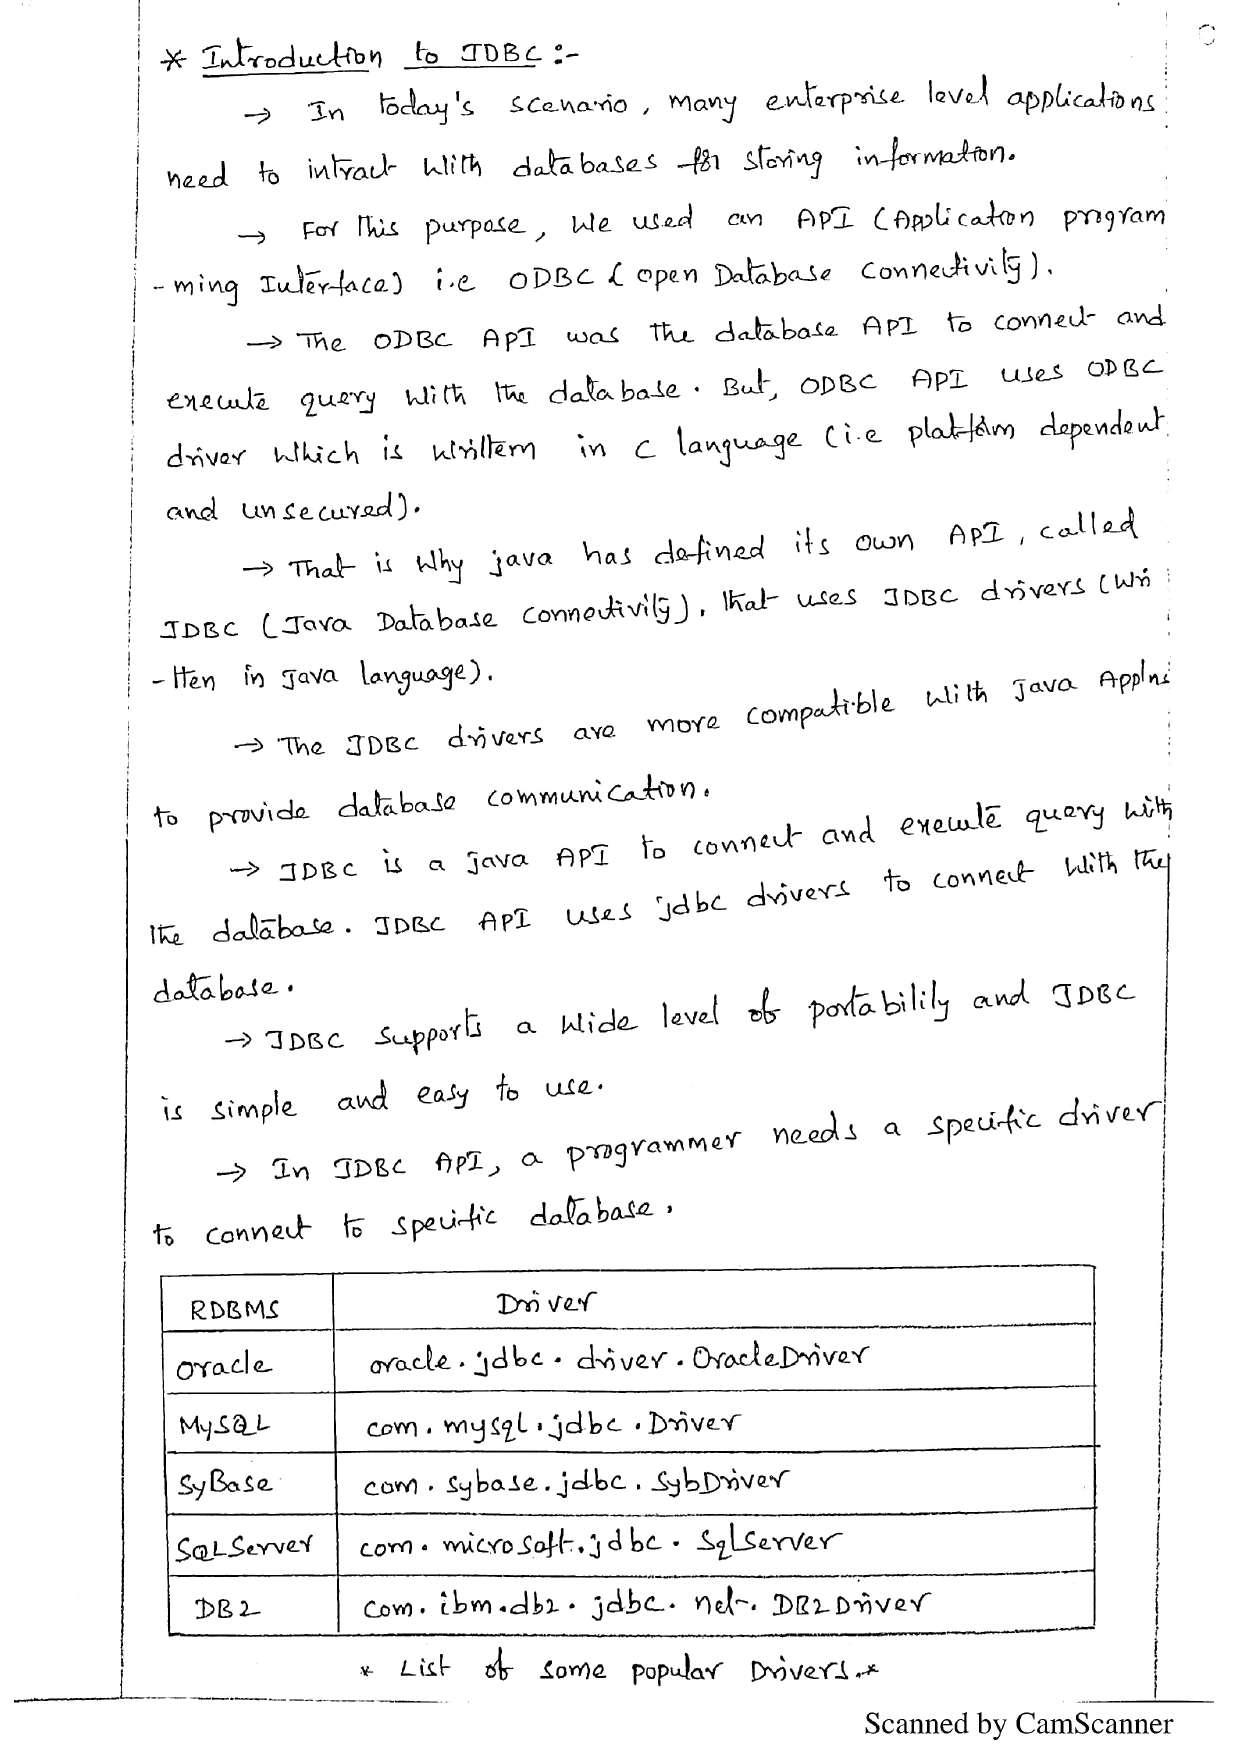 * Introduction to JDBC :-
→ In today's scenario, many enterprise level applications
need to intract with databases for storing information.
→ For this purpose, we used an API (Application program
-ming Interface) i.e ODBC ( open Database connectivity).
→ The ODBC API was the database API to connect and
execute query with the database. But, ODBC API uses ODBC
driver which is written in C language (i.e platform dependent
and unsecured).
→ That is why java has defined its own API, called
JDBC (Java Database connectivity), that uses JDBC drivers (wri
-tten in Java language).
→ The JDBC drivers are more compatible with Java Applns
to provide database communication.
→ JDBC is a java API to connect and execute query with
the database. JDBC API uses jdbc drivers to connect with the
database.
→ JDBC supports a wide level of portability and JDBC
is simple and easy to use.
→ In JDBC API, a programmer needs a specific driver
to connect to specific database.
RDBMS Driver
oracle oracle.jdbc.driver.OracleDriver
MySQL com.mysql.jdbc.Driver
SyBase com.sybase.jdbc.SybDriver
SQLServer com.microsoft.jdbc.SqlServer
DB2 com.ibm.db2.jdbc.net.DB2Driver
* List of some popular Drivers.*
Scanned by CamScanner